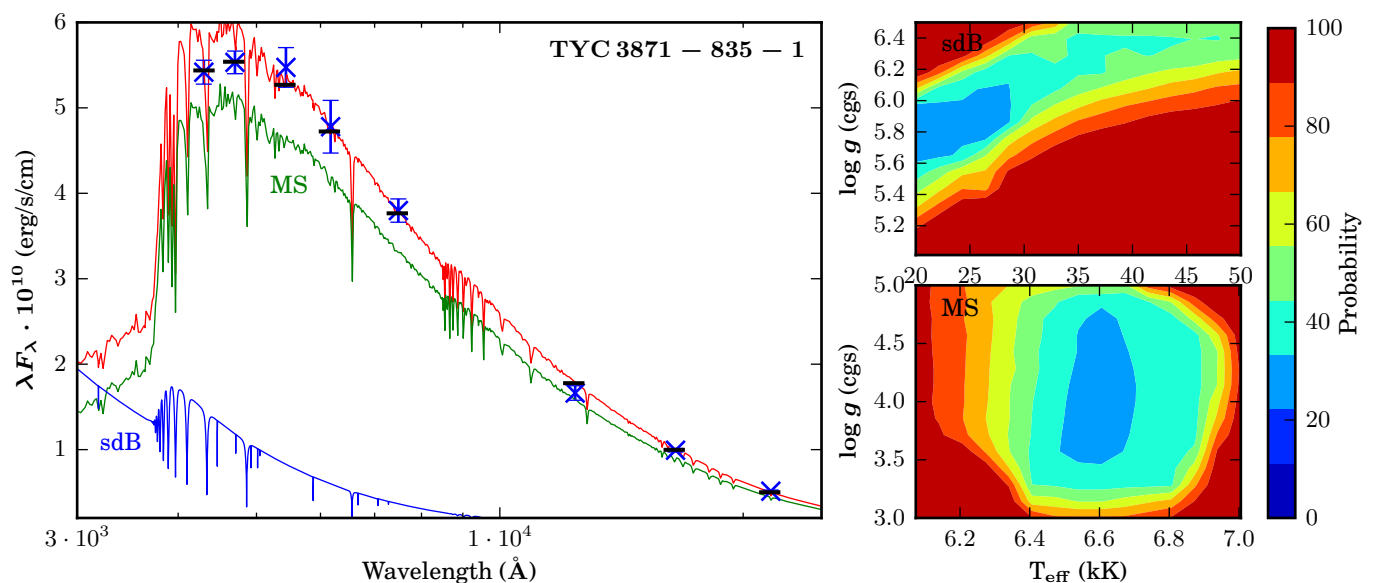 TYC 3871 − 835 − 1
λFλ · 10^10 (erg/s/cm)
6
5
4
3
2
1
MS
sdB
3 · 10^3
1 · 10^4
Wavelength (Å)
sdB
log g (cgs)
6.4
6.2
6.0
5.8
5.6
5.4
5.2
20 25 30 35 40 45 50
MS
log g (cgs)
5.0
4.5
4.0
3.5
3.0
6.2 6.4 6.6 6.8 7.0
T_eff (kK)
100
80
60
40
20
0
Probability